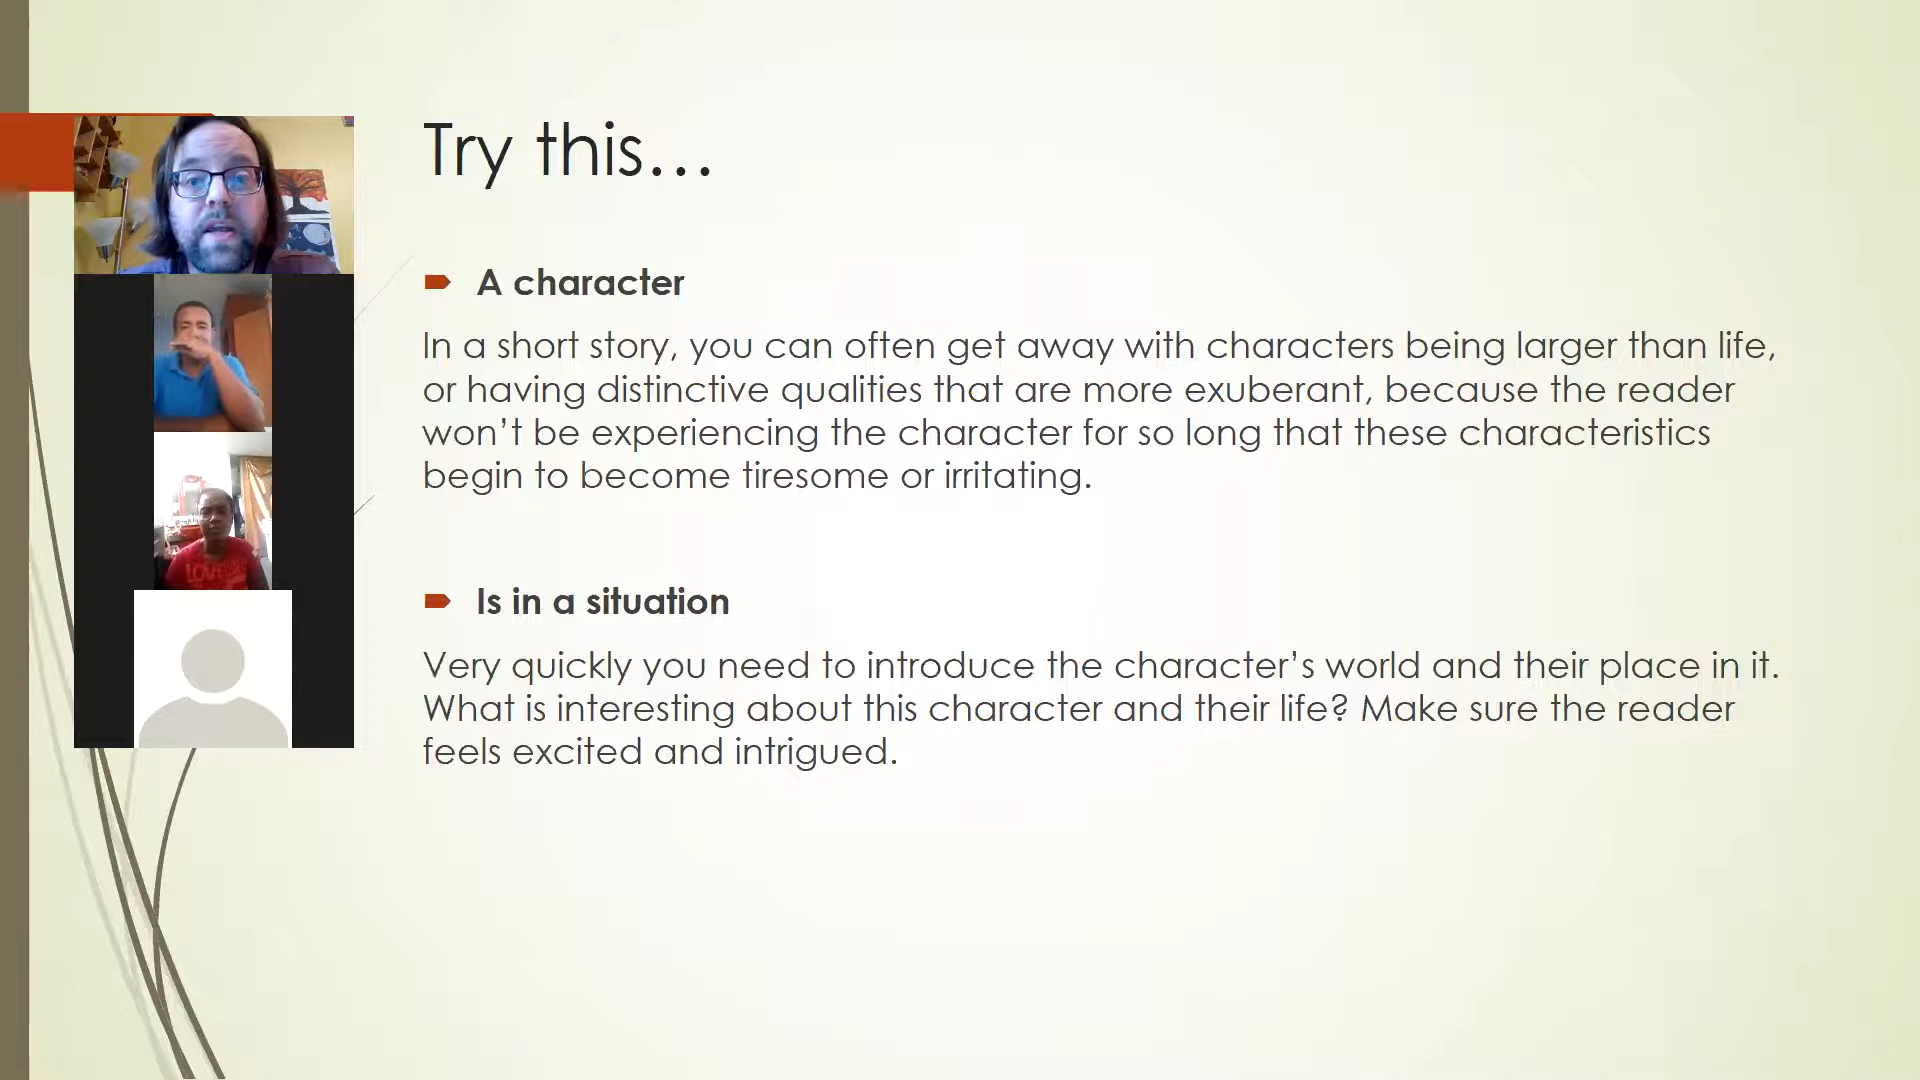 Try this…
A character
In a short story, you can often get away with characters being larger than life,
or having distinctive qualities that are more exuberant, because the reader
won’t be experiencing the character for so long that these characteristics
begin to become tiresome or irritating.
Is in a situation
Very quickly you need to introduce the character’s world and their place in it.
What is interesting about this character and their life? Make sure the reader
feels excited and intrigued.